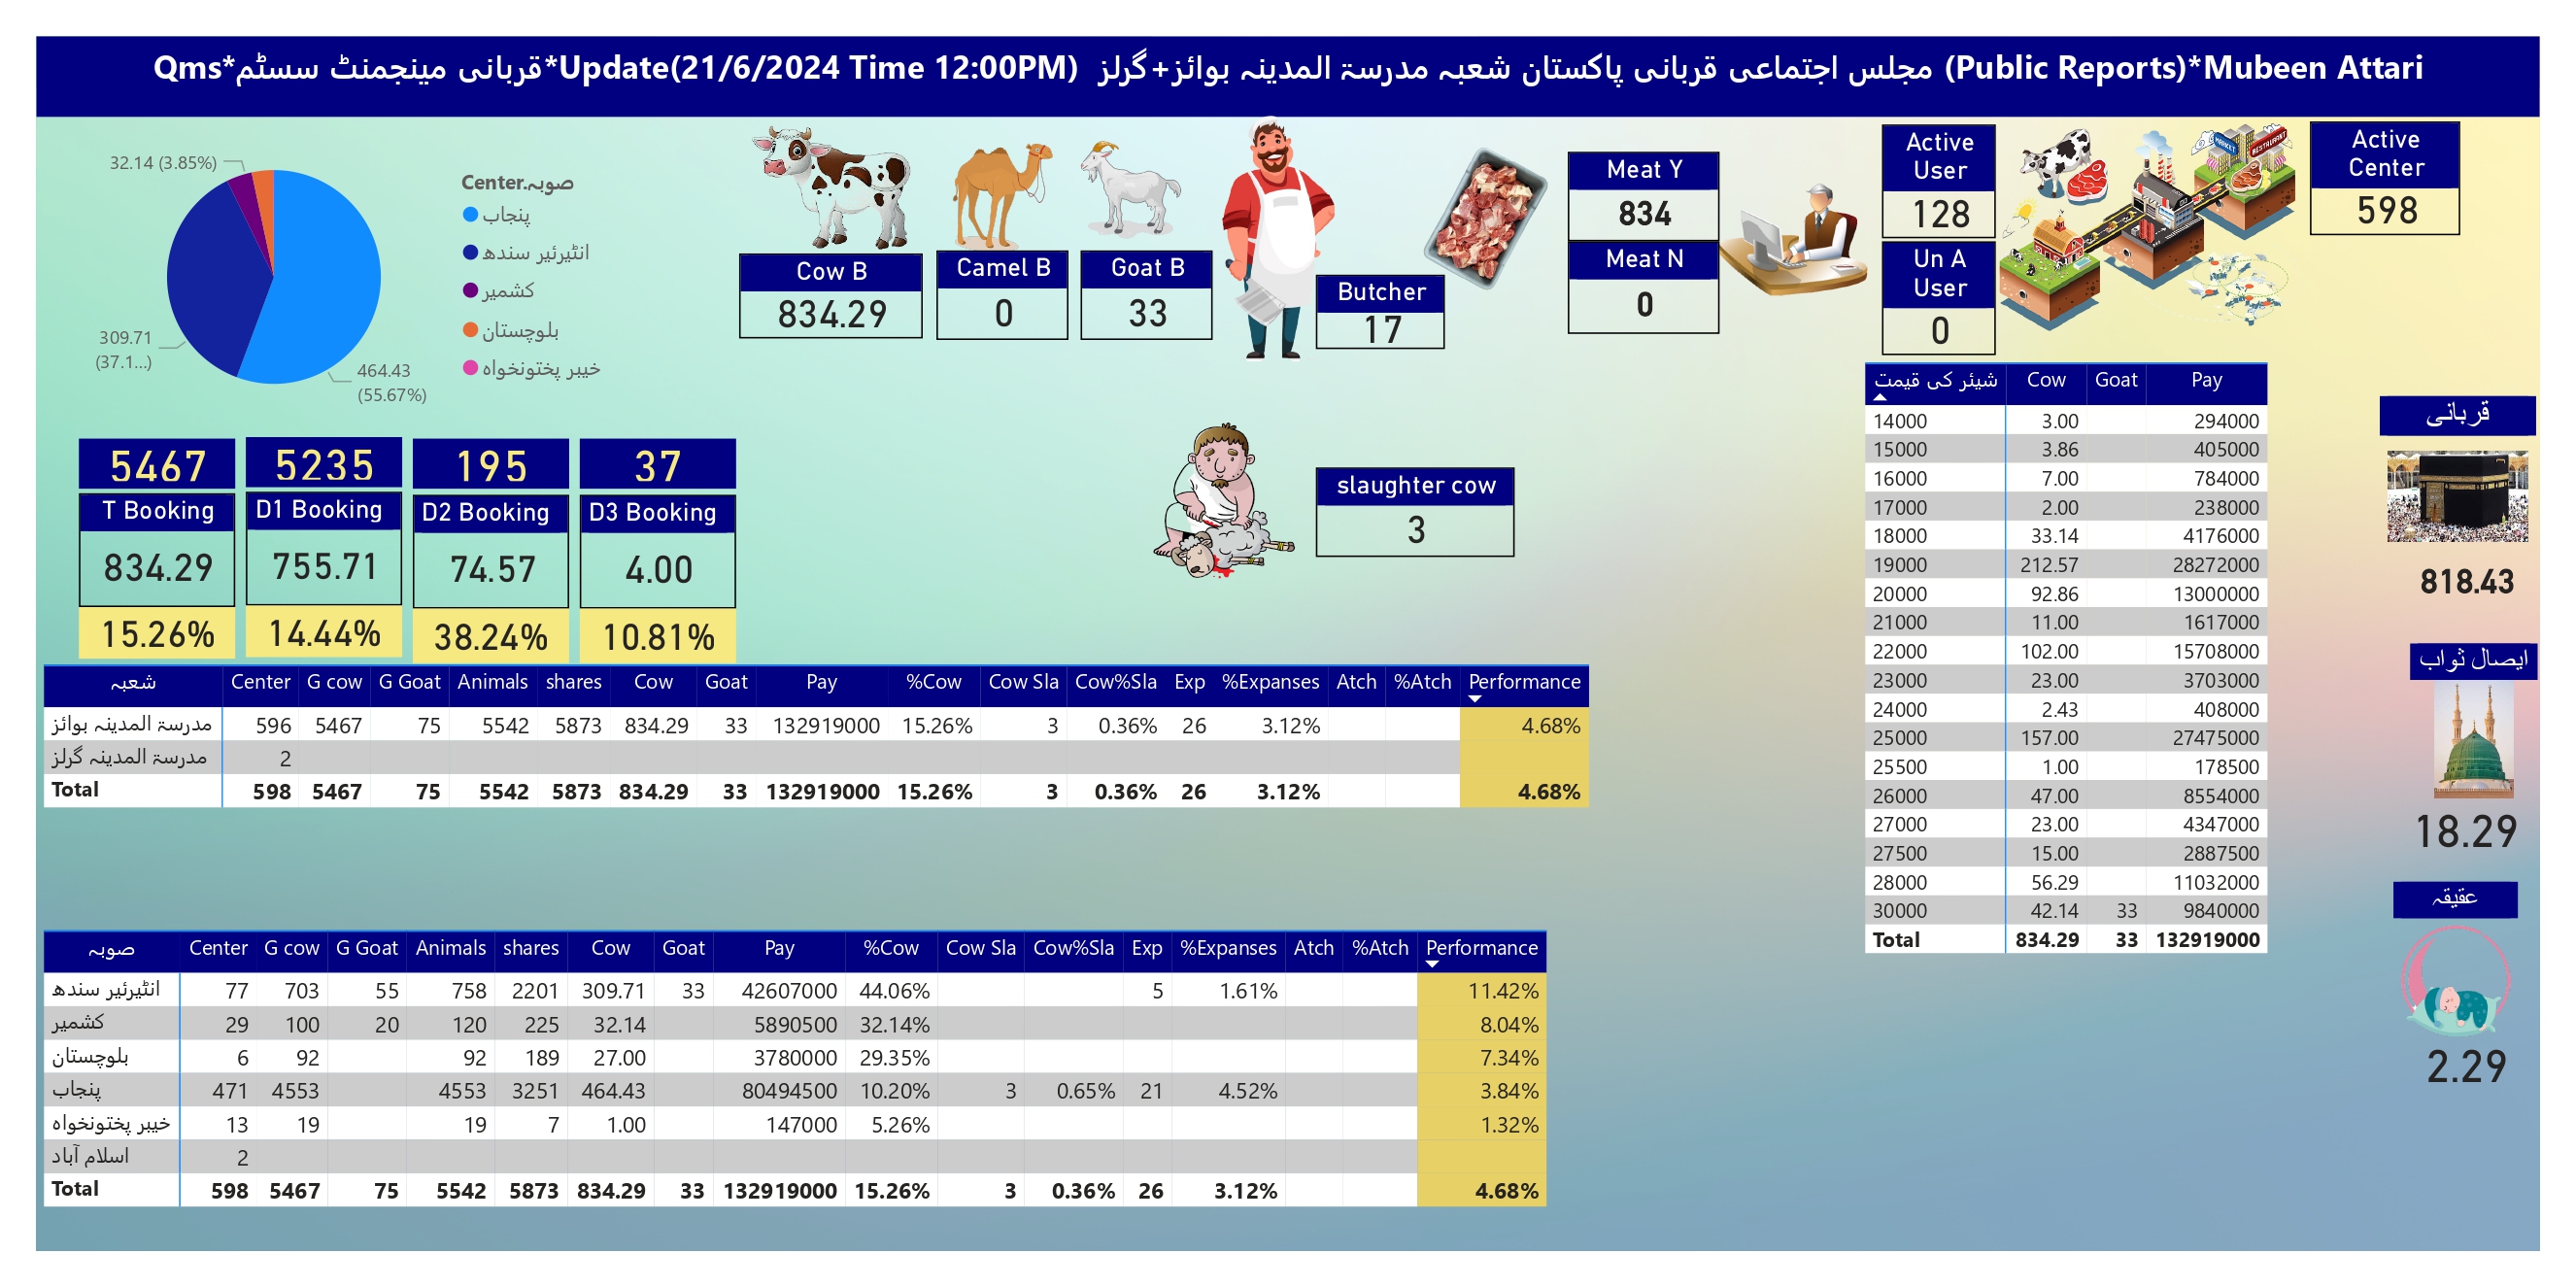 Qms*قربانی مینجمنٹ سسٹم*Update(21/6/2024 Time 12:00PM) مجلس اجتماعی قربانی پاکستان شعبہ مدرسۃ المدینہ بوائز+گرلز (Public Reports)*Mubeen Attari
32.14 (3.85%)
309.71
(37.1...)
464.43
(55.67%)
Center.صوبہ
پنجاب
انٹیرئیر سندھ
کشمیر
بلوچستان
خیبر پختونخواہ
Cow B
834.29
Camel B
0
Goat B
33
Butcher
17
Meat Y
834
Meat N
0
Active
User
128
Un A
User
0
MARKET
RESTAURANT
Active
Center
598
5467
T Booking
834.29
15.26%
5235
D1 Booking
755.71
14.44%
195
D2 Booking
74.57
38.24%
37
D3 Booking
4.00
10.81%
slaughter cow
3
شیئر کی قیمت Cow Goat Pay
14000 3.00 294000
15000 3.86 405000
16000 7.00 784000
17000 2.00 238000
18000 33.14 4176000
19000 212.57 28272000
20000 92.86 13000000
21000 11.00 1617000
22000 102.00 15708000
23000 23.00 3703000
24000 2.43 408000
25000 157.00 27475000
25500 1.00 178500
26000 47.00 8554000
27000 23.00 4347000
27500 15.00 2887500
28000 56.29 11032000
30000 42.14 33 9840000
Total 834.29 33 132919000
قربانی
818.43
ایصال ثواب
18.29
عقیقہ
2.29
شعبہ Center G cow G Goat Animals shares Cow Goat Pay %Cow Cow Sla Cow%Sla Exp %Expanses Atch %Atch Performance
مدرسۃ المدینہ بوائز 596 5467 75 5542 5873 834.29 33 132919000 15.26% 3 0.36% 26 3.12% 4.68%
مدرسۃ المدینہ گرلز 2
Total 598 5467 75 5542 5873 834.29 33 132919000 15.26% 3 0.36% 26 3.12% 4.68%
صوبہ Center G cow G Goat Animals shares Cow Goat Pay %Cow Cow Sla Cow%Sla Exp %Expanses Atch %Atch Performance
انٹیرئیر سندھ 77 703 55 758 2201 309.71 33 42607000 44.06% 5 1.61% 11.42%
کشمیر 29 100 20 120 225 32.14 5890500 32.14% 8.04%
بلوچستان 6 92 92 189 27.00 3780000 29.35% 7.34%
پنجاب 471 4553 4553 3251 464.43 80494500 10.20% 3 0.65% 21 4.52% 3.84%
خیبر پختونخواہ 13 19 19 7 1.00 147000 5.26% 1.32%
اسلام آباد 2
Total 598 5467 75 5542 5873 834.29 33 132919000 15.26% 3 0.36% 26 3.12% 4.68%